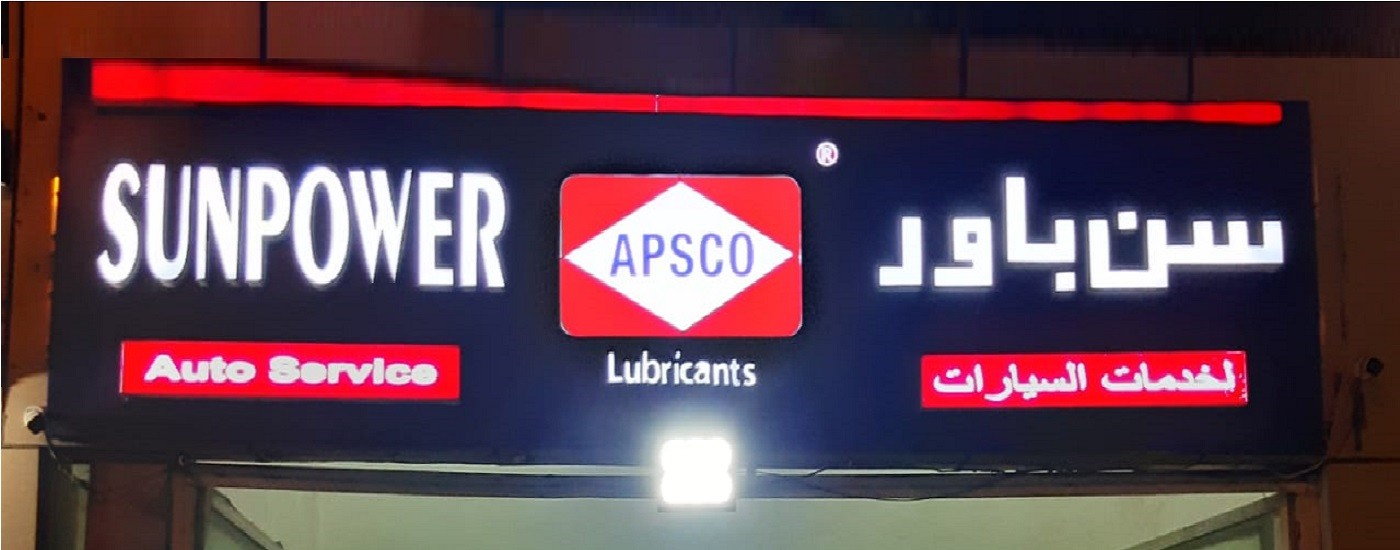 SUNPOWER
Auto Service
®
APSCO
Lubricants
سن باور
لخدمات السيارات